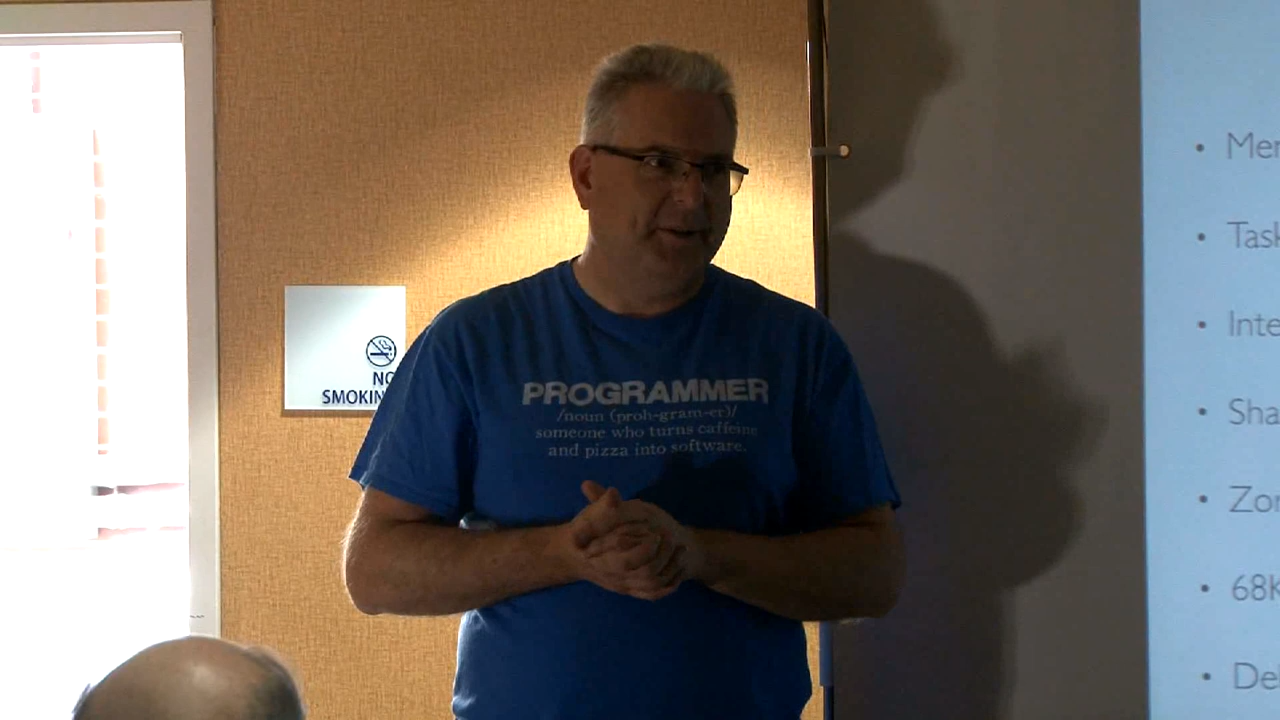 NO
SMOKIN
PROGRAMMER
/noun (proh-gram-er)/
someone who turns caffeine
and pizza into software.
• Mer
• Task
• Inte
• Sha
• Zor
• 68K
• De